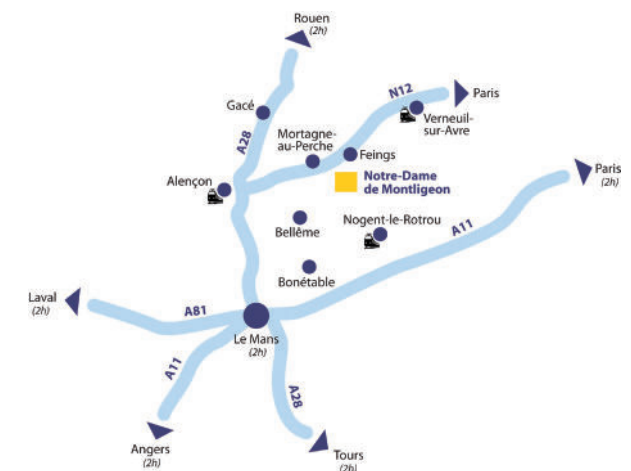 Rouen
(2h)
N12
Paris
Gacé
Verneuil-
sur-Avre
A28
Mortagne-
au-Perche
Feings
Paris
(2h)
Alençon
Notre-Dame
de Montligeon
Nogent-le-Rotrou
A11
Bellême
Bonétable
Laval
(2h)
A81
Le Mans
(2h)
A11
A28
Angers
(2h)
Tours
(2h)